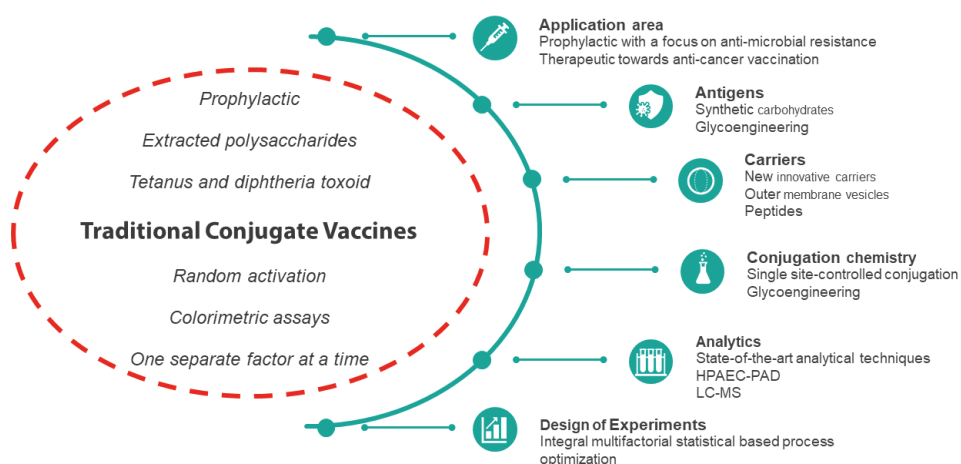 Prophylactic
Extracted polysaccharides
Tetanus and diphtheria toxoid
Traditional Conjugate Vaccines
Random activation
Colorimetric assays
One separate factor at a time
Application area
Prophylactic with a focus on anti-microbial resistance
Therapeutic towards anti-cancer vaccination
Antigens
Synthetic carbohydrates
Glycoengineering
Carriers
New innovative carriers
Outer membrane vesicles
Peptides
Conjugation chemistry
Single site-controlled conjugation
Glycoengineering
Analytics
State-of-the-art analytical techniques
HPAEC-PAD
LC-MS
Design of Experiments
Integral multifactorial statistical based process
optimization